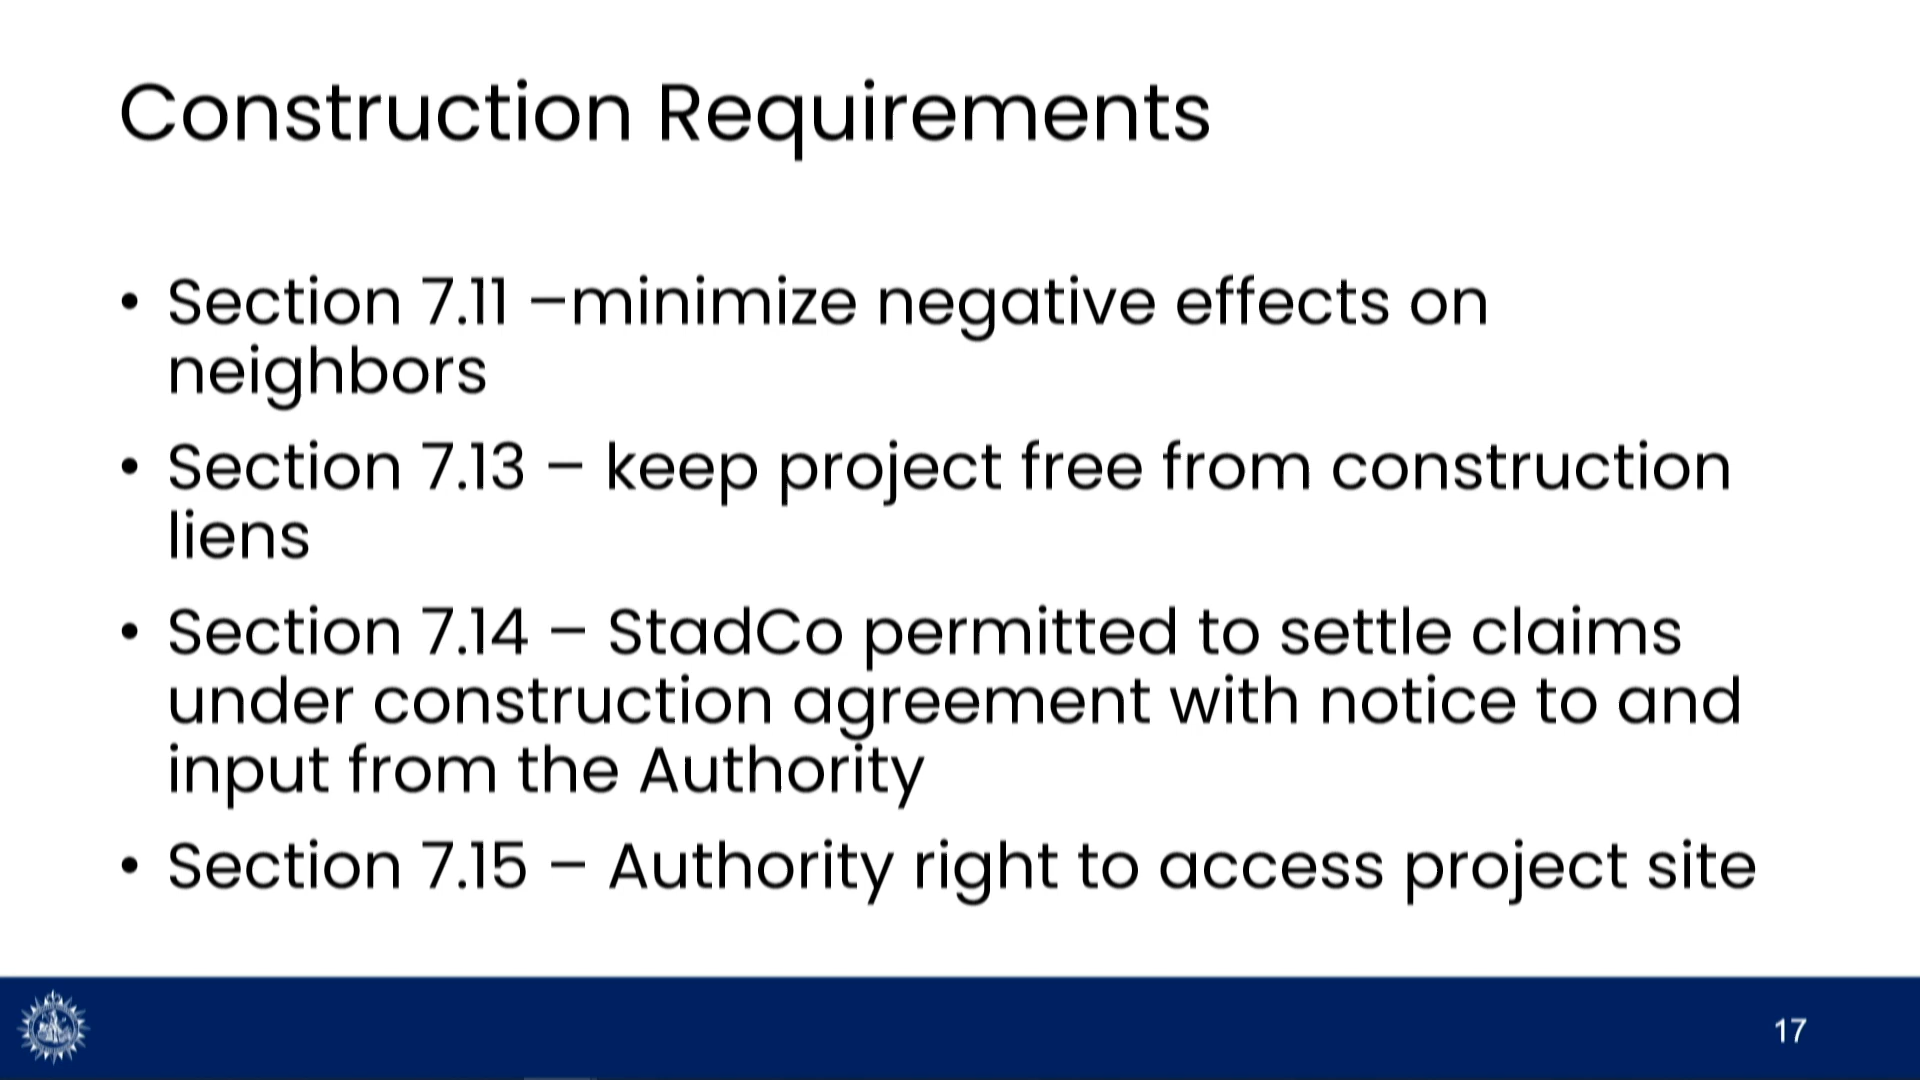 Construction Requirements
• Section 7.11 –minimize negative effects on
neighbors
• Section 7.13 – keep project free from construction
liens
• Section 7.14 – StadCo permitted to settle claims
under construction agreement with notice to and
input from the Authority
• Section 7.15 – Authority right to access project site
17